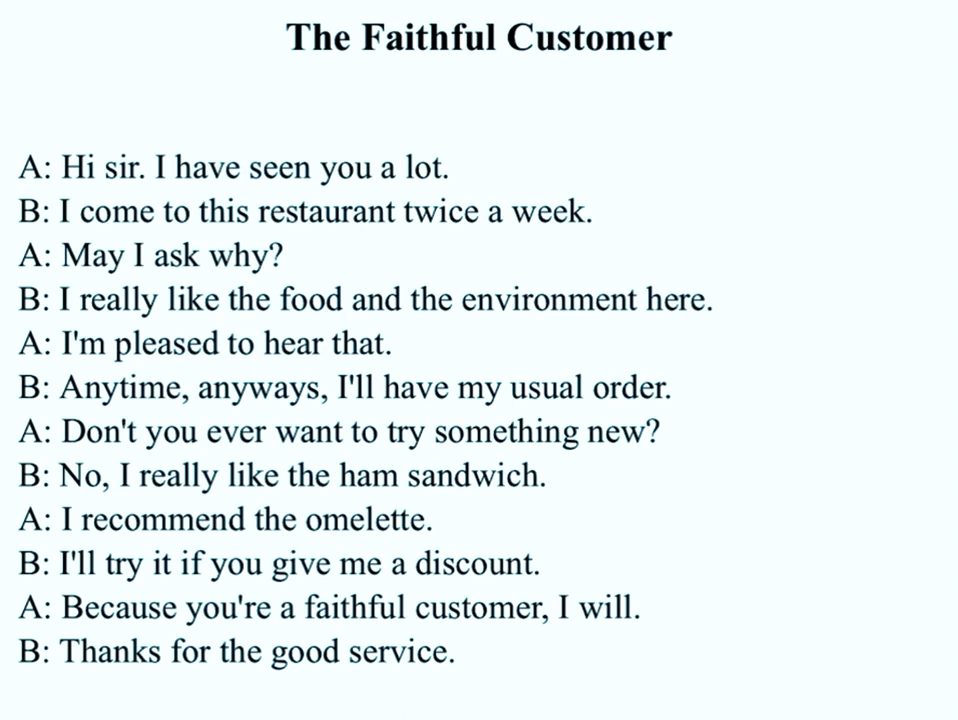 The Faithful Customer
A: Hi sir. I have seen you a lot.
B: I come to this restaurant twice a week.
A: May I ask why?
B: I really like the food and the environment here.
A: I'm pleased to hear that.
B: Anytime, anyways, I'll have my usual order.
A: Don't you ever want to try something new?
B: No, I really like the ham sandwich.
A: I recommend the omelette.
B: I'll try it if you give me a discount.
A: Because you're a faithful customer, I will.
B: Thanks for the good service.